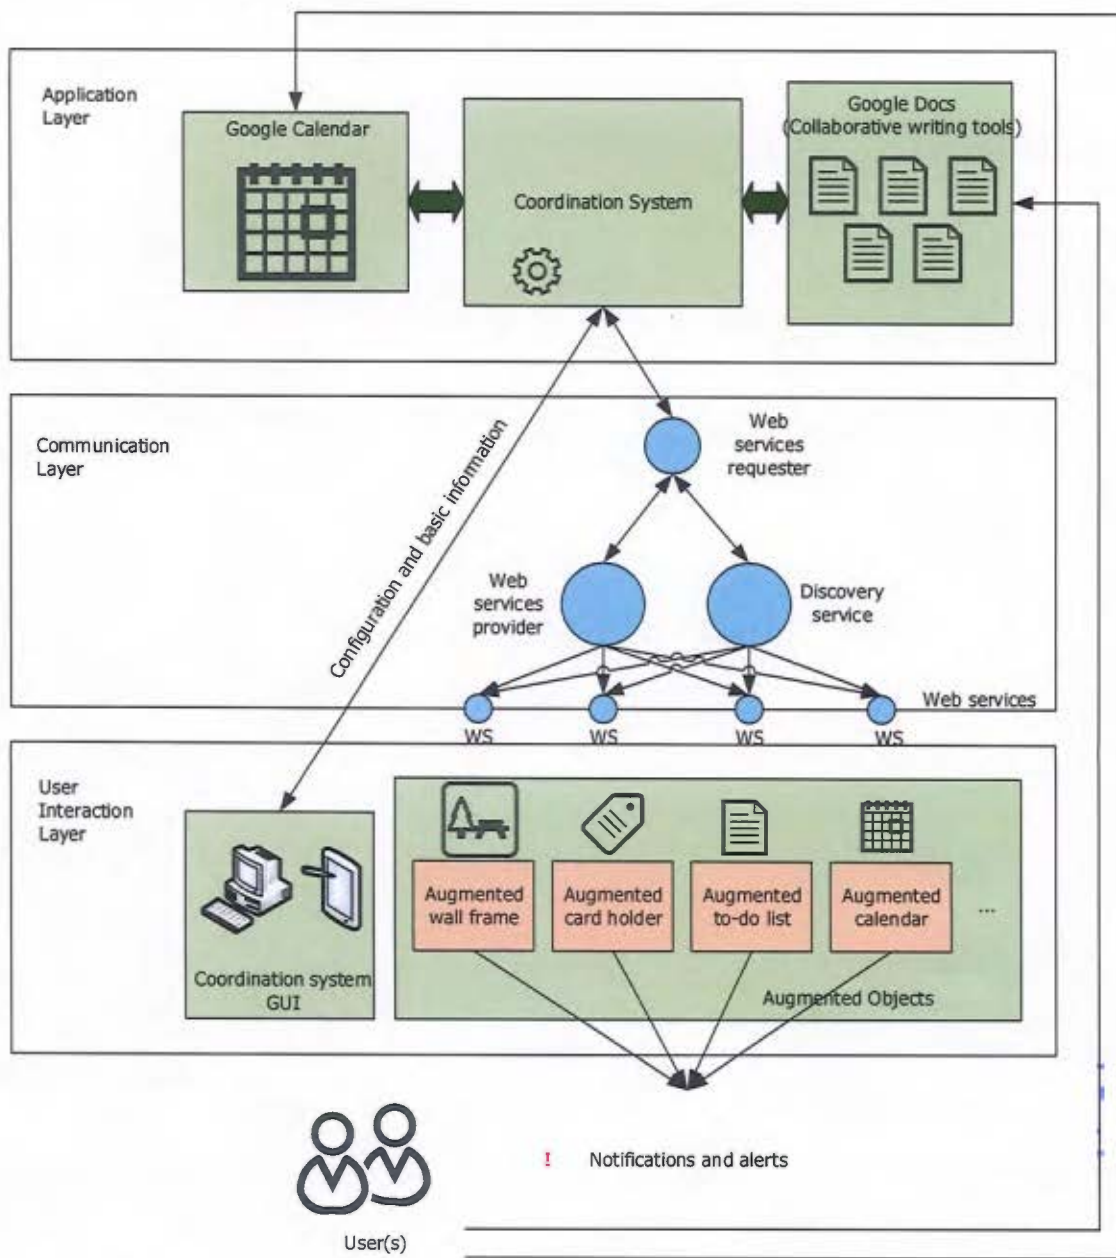 Application
Layer
Google Calendar
Coordination System
Google Docs
(Collaborative writing tools)
Communication
Layer
Configuration and basic information
Web
services
requester
Web
services
provider
Discovery
service
Web services
WS
WS
WS
WS
User
Interaction
Layer
Coordination system
GUI
Augmented
wall frame
Augmented
card holder
Augmented
to-do list
Augmented
calendar
...
Augmented Objects
! Notifications and alerts
User(s)